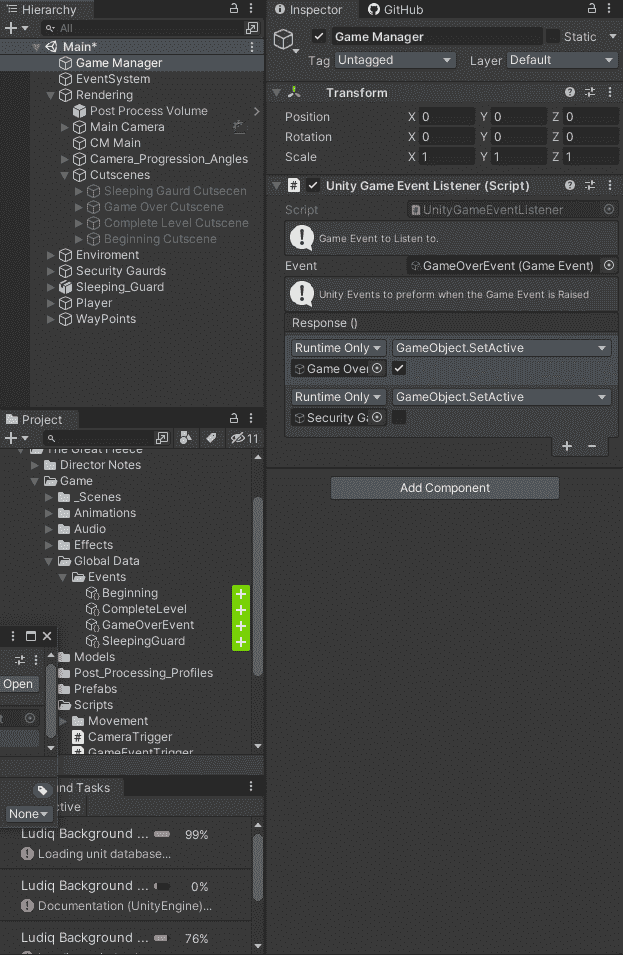 Hierarchy
All
Main*
Game Manager
EventSystem
Rendering
Post Process Volume
Main Camera
CM Main
Camera_Progression_Angles
Cutscenes
Sleeping Gaurd Cutsecen
Game Over Cutscene
Complete Level Cutscene
Beginning Cutscene
Enviroment
Security Gaurds
Sleeping_Guard
Player
WayPoints
Project
11
The Great Fleece
Director Notes
Game
_Scenes
Animations
Audio
Effects
Global Data
Events
Beginning
CompleteLevel
GameOverEvent
SleepingGuard
Models
Post_Processing_Profiles
Prefabs
Scripts
Movement
CameraTrigger
GameEventTrigger
Open
None
und Tasks
ctive
Ludiq Background ... 99%
Loading unit database...
Ludiq Background ... 0%
Documentation (UnityEngine)...
Ludiq Background ... 76%
Inspector GitHub
Game Manager Static
Tag Untagged Layer Default
Transform
Position X 0 Y 0 Z 0
Rotation X 0 Y 0 Z 0
Scale X 1 Y 1 Z 1
# Unity Game Event Listener (Script)
Script UnityGameEventListener
Game Event to Listen to.
Event GameOverEvent (Game Event)
Unity Events to preform when the Game Event is Raised
Response ()
Runtime Only GameObject.SetActive
Game Over
Runtime Only GameObject.SetActive
Security Ga
+ −
Add Component